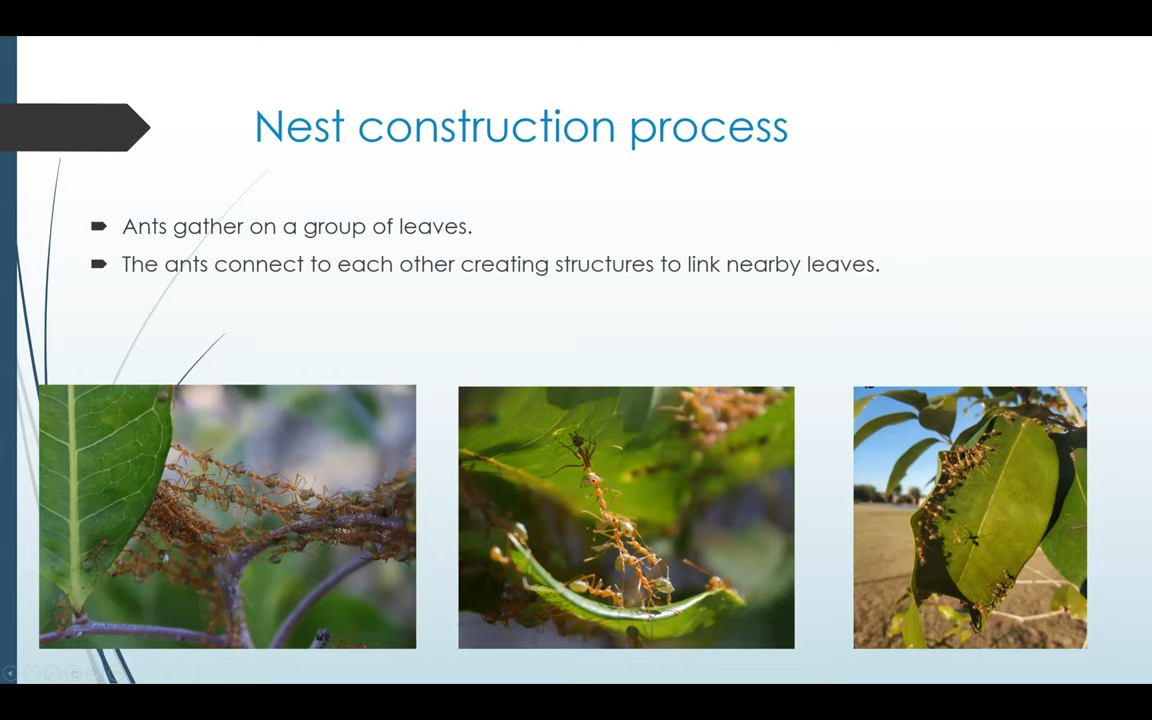 Nest construction process
Ants gather on a group of leaves.
The ants connect to each other creating structures to link nearby leaves.